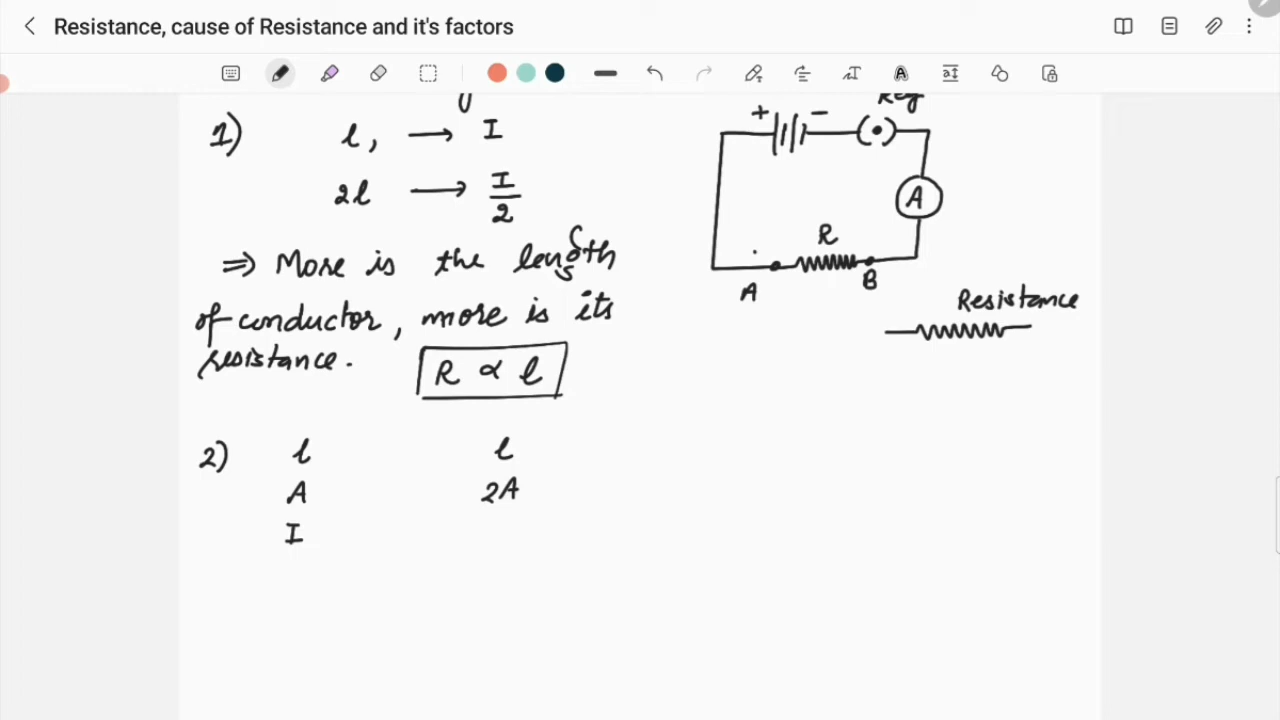 Resistance, cause of Resistance and it's factors
1) l, → I
2l → I/2
⇒ More is the length
of conductor, more is its
resistance.
R ∝ l
2) l l
A 2A
I
+ − Key
A
R
A B
Resistance